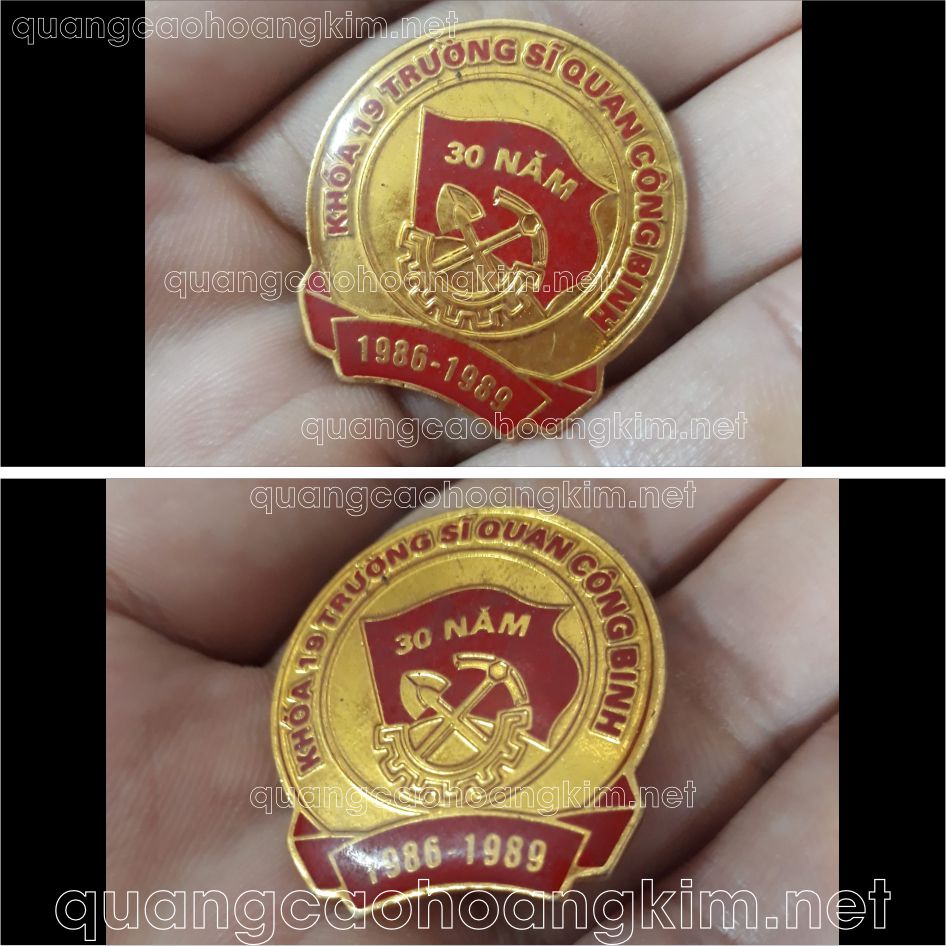 quangcaohoangkim.net
KHÓA 19 TRƯỜNG SĨ QUAN CÔNG BINH
30 NĂM
quangcaohoangkim.net
1986-1989
quangcaohoangkim.net
quangcaohoangkim.net
KHÓA 19 TRƯỜNG SĨ QUAN CÔNG BINH
30 NĂM
quangcaohoangkim.net
1986 1989
quangcaohoangkim.net